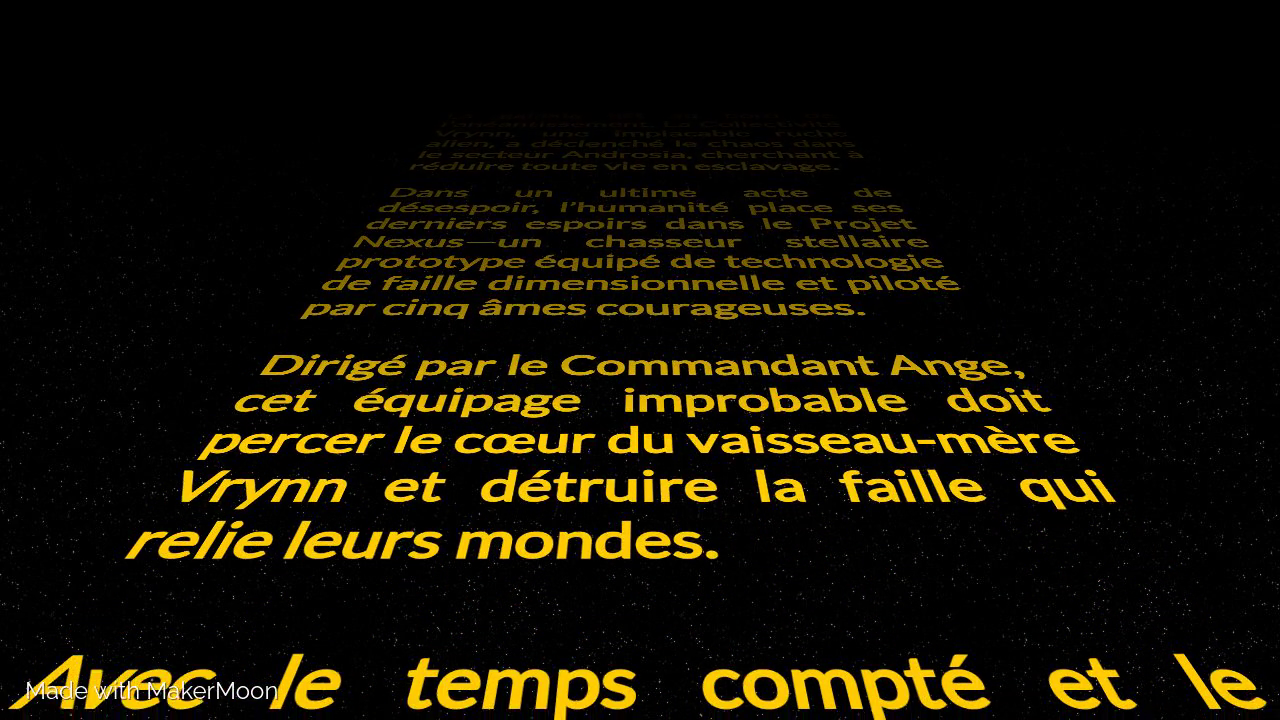 l'anéantissement. La Collectivité
Vrynn, une implacable ruche
alien, a déclenché le chaos dans
le secteur Androsia, cherchant à
réduire toute vie en esclavage.
Dans un ultime acte de
désespoir, l'humanité place ses
derniers espoirs dans le Projet
Nexus—un chasseur stellaire
prototype équipé de technologie
de faille dimensionnelle et piloté
par cinq âmes courageuses.
Dirigé par le Commandant Ange,
cet équipage improbable doit
percer le cœur du vaisseau-mère
Vrynn et détruire la faille qui
relie leurs mondes.
Avec le temps compté et le
Made with MakerMoon